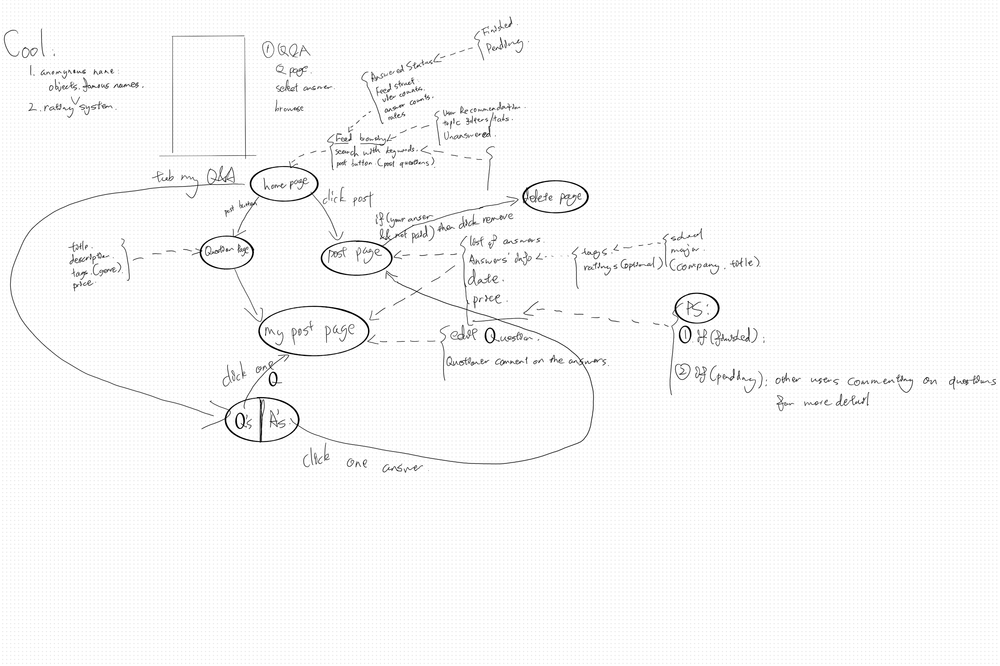 Cool:
1. anomynous name:
objects. famous names.
2. rating system.
① Q&A
Q page.
select answer.
browse
Finished.
Pendding.
Answered Status
Feed struct:
view counts.
answer counts.
rates
User Recommendation.
topic filters/tabs.
Unanswered.
Feed browsing
search with keywords.
post button. (post questions)
my Q&A
home page
post button
click post
delete page
if (your anser
&& not paid) then click remove
title.
description.
tags. (genre).
price.
Question Page
post page
list of answers.
Answers' info
date.
price.
tags.
ratings (optional)
school
major.
(company. title).
PS:
① if (finished);
② if (pendding); other users commenting on questions
for more detail
my post page
edit Question.
Questioner comment on the answers.
click one
Q
Q's A's.
click one answer.